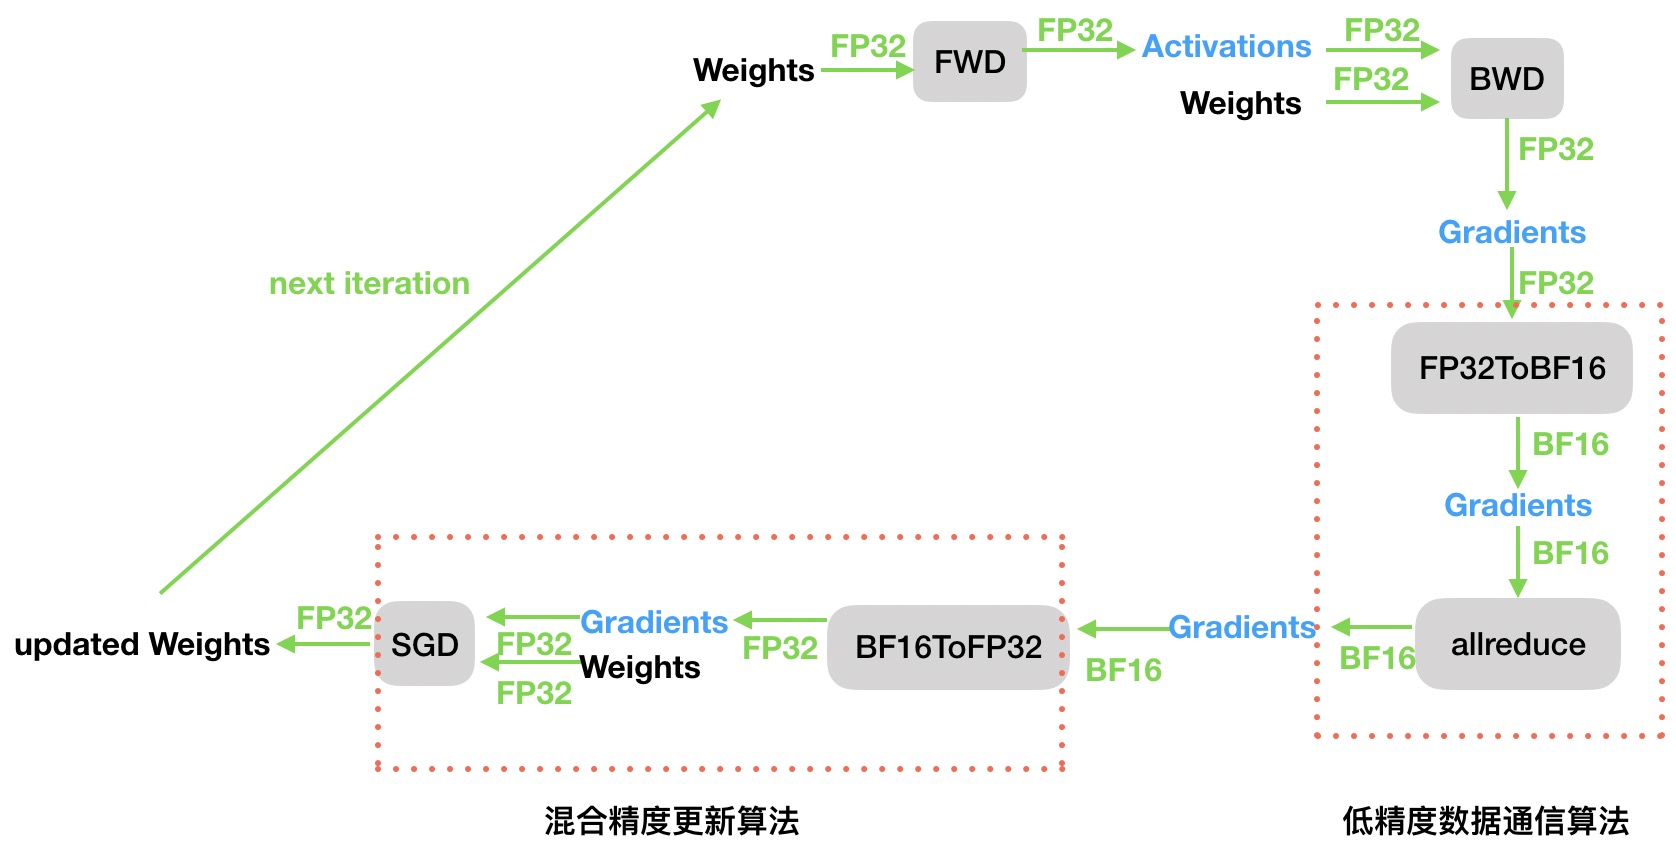 Weights
FP32
FWD
FP32
Activations
FP32
Weights
FP32
BWD
FP32
Gradients
FP32
FP32ToBF16
BF16
Gradients
BF16
allreduce
BF16
Gradients
BF16
BF16ToFP32
FP32
Gradients
FP32
Weights
FP32
SGD
FP32
updated Weights
next iteration
混合精度更新算法
低精度数据通信算法